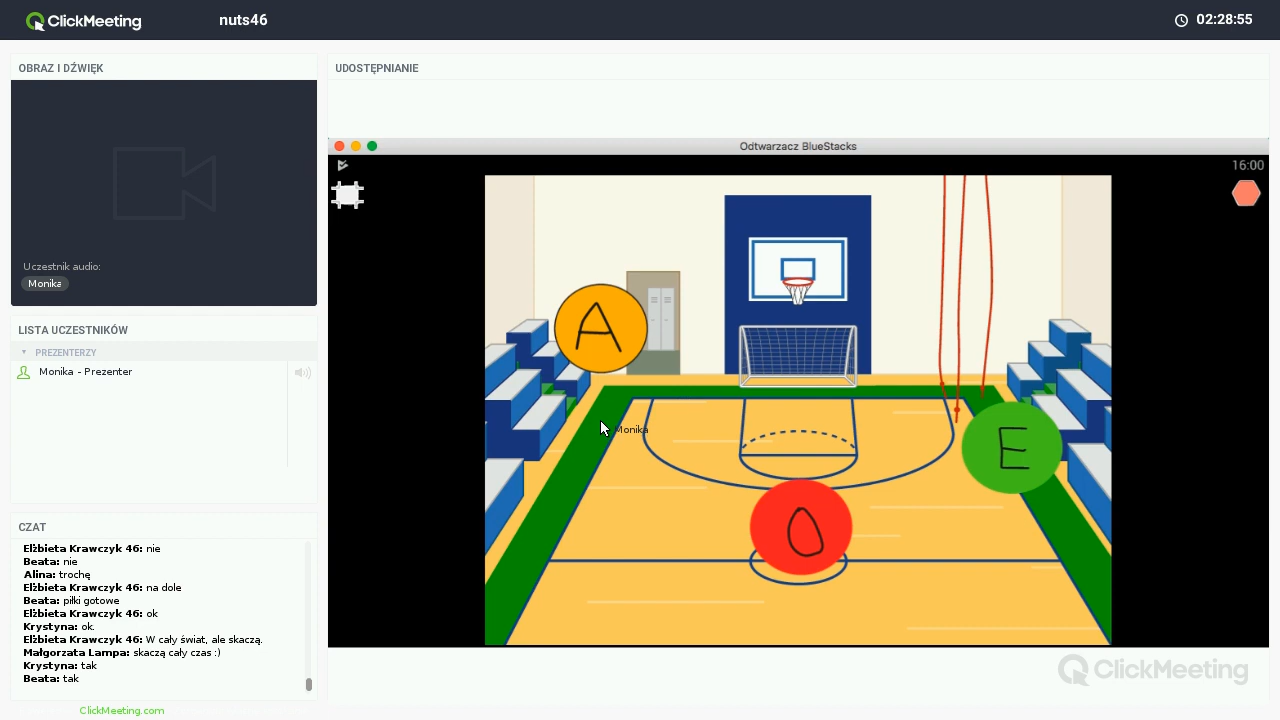 ClickMeeting
nuts46
02:28:55
OBRAZ I DŹWIĘK
Uczestnik audio:
Monika
LISTA UCZESTNIKÓW
PREZENTERZY
Monika - Prezenter
CZAT
Elżbieta Krawczyk 46: nie
Beata: nie
Alina: trochę
Elżbieta Krawczyk 46: na dole
Beata: piłki gotowe
Elżbieta Krawczyk 46: ok
Krystyna: ok.
Elżbieta Krawczyk 46: W cały świat, ale skaczą.
Małgorzata Lampa: skaczą cały czas :)
Krystyna: tak
Beata: tak
ClickMeeting.com
UDOSTĘPNIANIE
Odtwarzacz BlueStacks
16:00
A
Monika
E
O
ClickMeeting